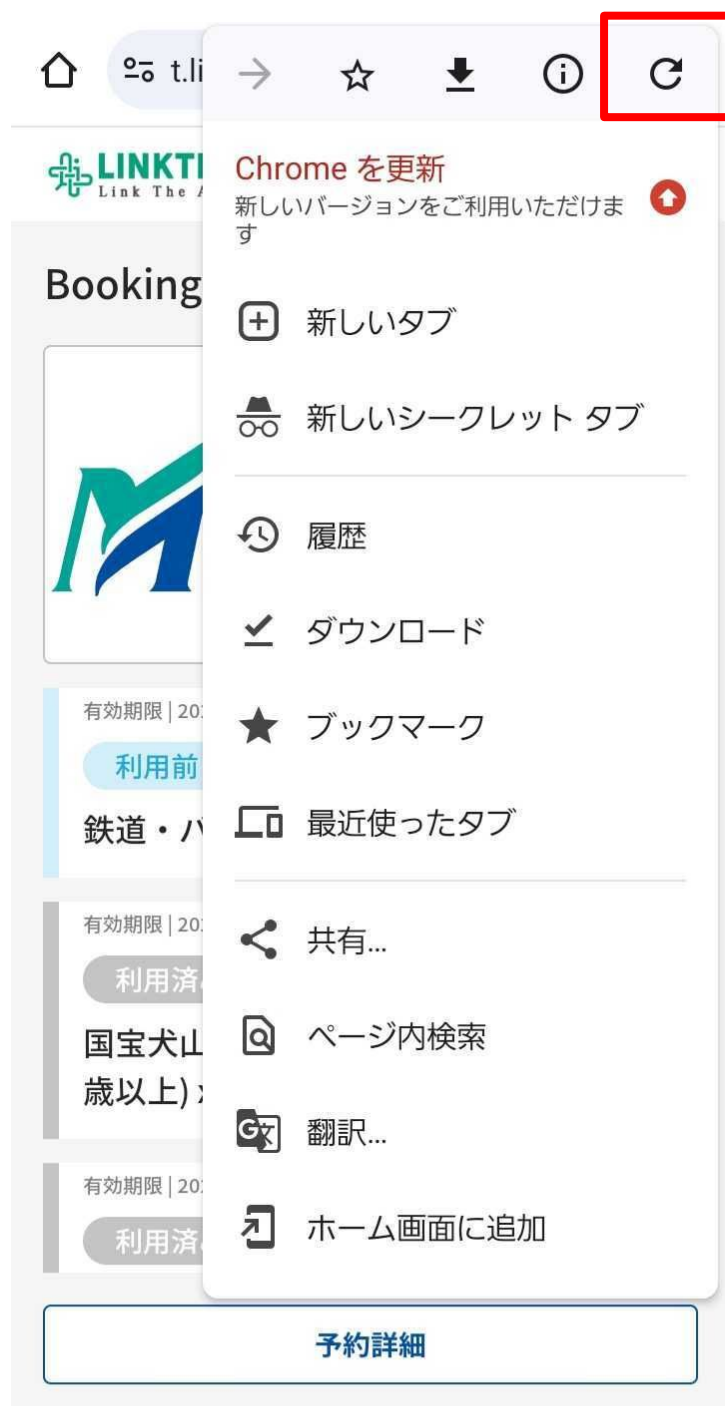 t.li
LINKTI
Link The A
Chrome を更新
新しいバージョンをご利用いただけま
す
Booking
新しいタブ
新しいシークレット タブ
履歴
ダウンロード
有効期限 | 202
ブックマーク
利用前
鉄道・バ
最近使ったタブ
有効期限 | 202
共有...
利用済
国宝犬山
ページ内検索
歳以上) x
翻訳...
有効期限 | 202
利用済
ホーム画面に追加
予約詳細